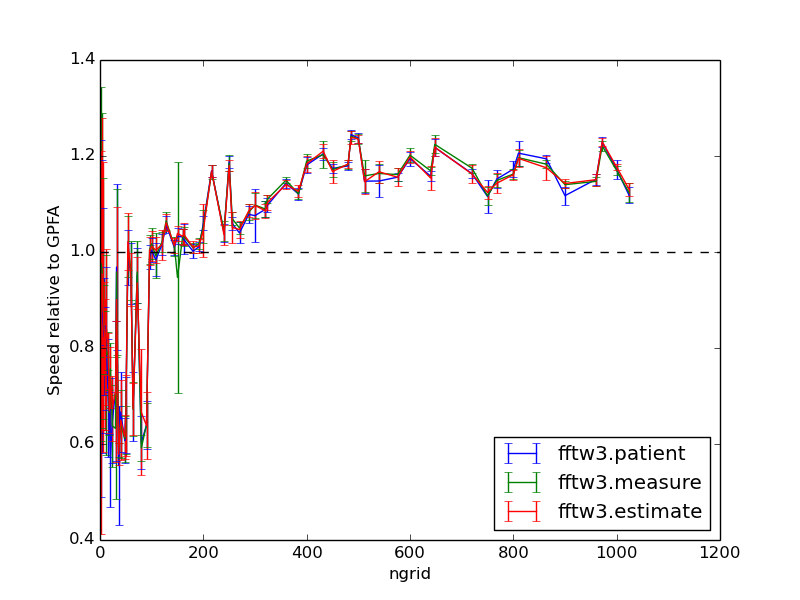 1.4
1.2
1.0
0.8
0.6
0.4
Speed relative to GPFA
fftw3.patient
fftw3.measure
fftw3.estimate
0 200 400 600 800 1000 1200
ngrid